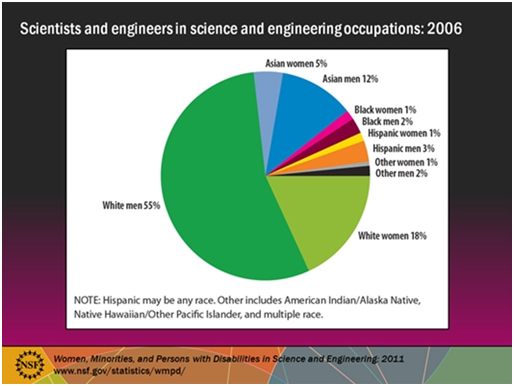 Scientists and engineers in science and engineering occupations: 2006
Asian women 5%
Asian men 12%
Black women 1%
Black men 2%
Hispanic women 1%
Hispanic men 3%
Other women 1%
Other men 2%
White men 55%
White women 18%
NOTE: Hispanic may be any race. Other includes American Indian/Alaska Native,
Native Hawaiian/Other Pacific Islander, and multiple race.
NSF
Women, Minorities, and Persons with Disabilities in Science and Engineering: 2011
www.nsf.gov/statistics/wmpd/